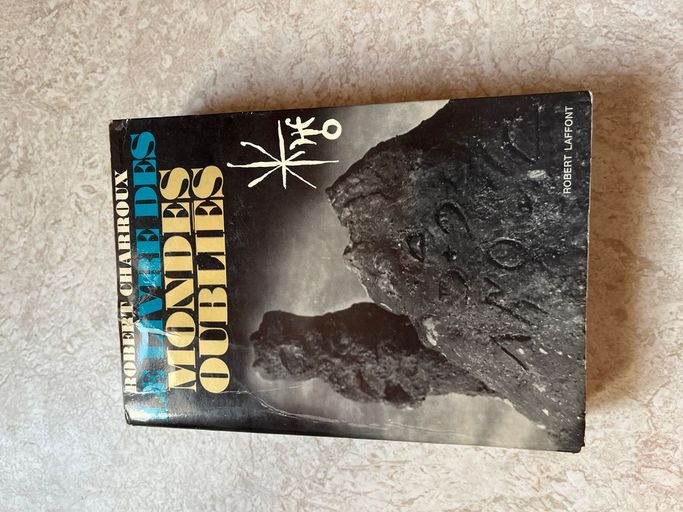 ROBERT CHARROUX
LE LIVRE DES
MONDES
OUBLIÉS
ROBERT LAFFONT